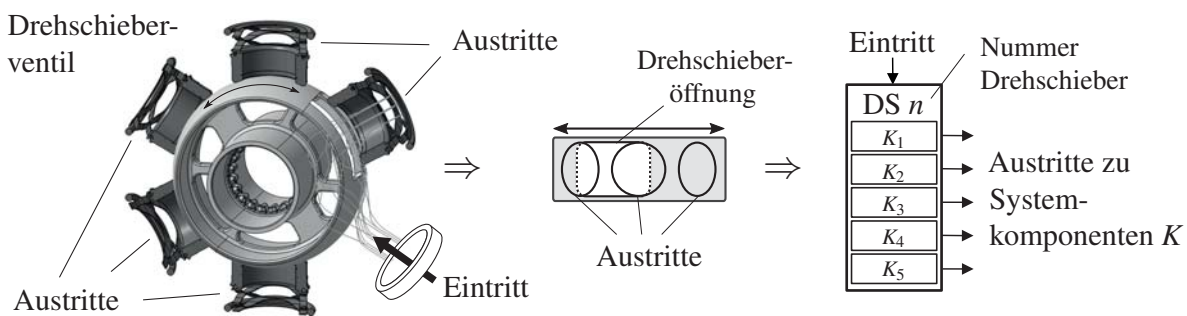 Drehschieber-
ventil
Austritte
Austritte
Eintritt
⇒
Drehschieber-
öffnung
Austritte
⇒
Eintritt
Nummer
Drehschieber
DS n
K1
K2
K3
K4
K5
Austritte zu
System-
komponenten K